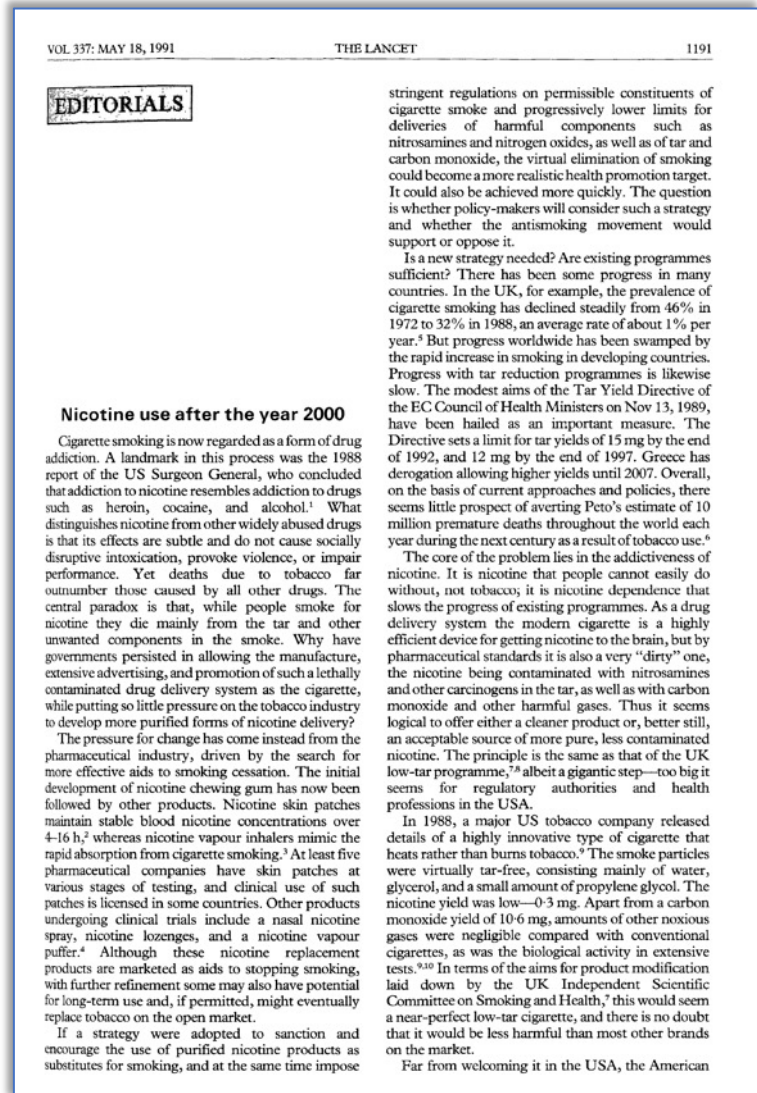 VOL 337: MAY 18, 1991
THE LANCET
1191
EDITORIALS
Nicotine use after the year 2000
Cigarette smoking is now regarded as a form of drug
addiction. A landmark in this process was the 1988
report of the US Surgeon General, who concluded
that addiction to nicotine resembles addiction to drugs
such as heroin, cocaine, and alcohol.¹ What
distinguishes nicotine from other widely abused drugs
is that its effects are subtle and do not cause socially
disruptive intoxication, provoke violence, or impair
performance. Yet deaths due to tobacco far
outnumber those caused by all other drugs. The
central paradox is that, while people smoke for
nicotine they die mainly from the tar and other
unwanted components in the smoke. Why have
governments persisted in allowing the manufacture,
extensive advertising, and promotion of such a lethally
contaminated drug delivery system as the cigarette,
while putting so little pressure on the tobacco industry
to develop more purified forms of nicotine delivery?
The pressure for change has come instead from the
pharmaceutical industry, driven by the search for
more effective aids to smoking cessation. The initial
development of nicotine chewing gum has now been
followed by other products. Nicotine skin patches
maintain stable blood nicotine concentrations over
4–16 h,² whereas nicotine vapour inhalers mimic the
rapid absorption from cigarette smoking.³ At least five
pharmaceutical companies have skin patches at
various stages of testing, and clinical use of such
patches is licensed in some countries. Other products
undergoing clinical trials include a nasal nicotine
spray, nicotine lozenges, and a nicotine vapour
puffer.⁴ Although these nicotine replacement
products are marketed as aids to stopping smoking,
with further refinement some may also have potential
for long-term use and, if permitted, might eventually
replace tobacco on the open market.
If a strategy were adopted to sanction and
encourage the use of purified nicotine products as
substitutes for smoking, and at the same time impose
stringent regulations on permissible constituents of
cigarette smoke and progressively lower limits for
deliveries of harmful components such as
nitrosamines and nitrogen oxides, as well as of tar and
carbon monoxide, the virtual elimination of smoking
could become a more realistic health promotion target.
It could also be achieved more quickly. The question
is whether policy-makers will consider such a strategy
and whether the antismoking movement would
support or oppose it.
Is a new strategy needed? Are existing programmes
sufficient? There has been some progress in many
countries. In the UK, for example, the prevalence of
cigarette smoking has declined steadily from 46% in
1972 to 32% in 1988, an average rate of about 1% per
year.⁵ But progress worldwide has been swamped by
the rapid increase in smoking in developing countries.
Progress with tar reduction programmes is likewise
slow. The modest aims of the Tar Yield Directive of
the EC Council of Health Ministers on Nov 13, 1989,
have been hailed as an important measure. The
Directive sets a limit for tar yields of 15 mg by the end
of 1992, and 12 mg by the end of 1997. Greece has
derogation allowing higher yields until 2007. Overall,
on the basis of current approaches and policies, there
seems little prospect of averting Peto's estimate of 10
million premature deaths throughout the world each
year during the next century as a result of tobacco use.⁶
The core of the problem lies in the addictiveness of
nicotine. It is nicotine that people cannot easily do
without, not tobacco; it is nicotine dependence that
slows the progress of existing programmes. As a drug
delivery system the modern cigarette is a highly
efficient device for getting nicotine to the brain, but by
pharmaceutical standards it is also a very "dirty" one,
the nicotine being contaminated with nitrosamines
and other carcinogens in the tar, as well as with carbon
monoxide and other harmful gases. Thus it seems
logical to offer either a cleaner product or, better still,
an acceptable source of more pure, less contaminated
nicotine. The principle is the same as that of the UK
low-tar programme,⁷,⁸ albeit a gigantic step—too big it
seems for regulatory authorities and health
professions in the USA.
In 1988, a major US tobacco company released
details of a highly innovative type of cigarette that
heats rather than burns tobacco.⁹ The smoke particles
were virtually tar-free, consisting mainly of water,
glycerol, and a small amount of propylene glycol. The
nicotine yield was low—0·3 mg. Apart from a carbon
monoxide yield of 10·6 mg, amounts of other noxious
gases were negligible compared with conventional
cigarettes, as was the biological activity in extensive
tests.⁹,¹⁰ In terms of the aims for product modification
laid down by the UK Independent Scientific
Committee on Smoking and Health,⁷ this would seem
a near-perfect low-tar cigarette, and there is no doubt
that it would be less harmful than most other brands
on the market.
Far from welcoming it in the USA, the American